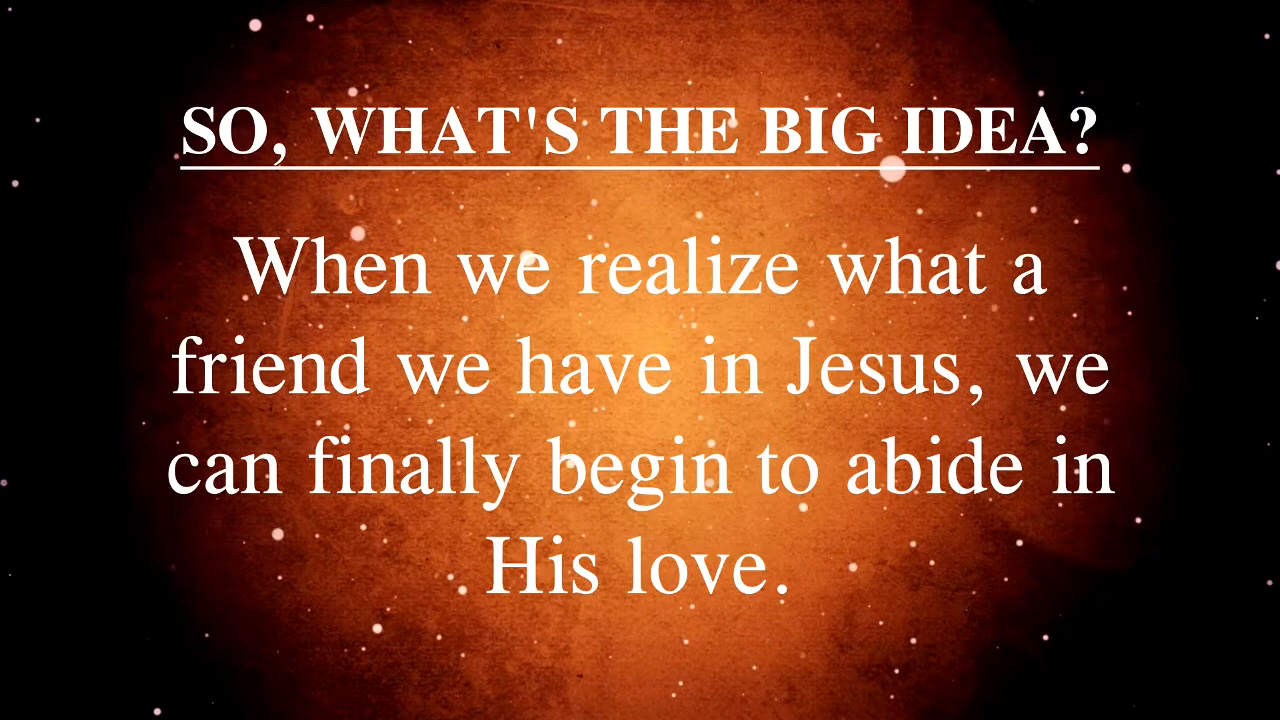 SO, WHAT'S THE BIG IDEA?
When we realize what a
friend we have in Jesus, we
can finally begin to abide in
His love.